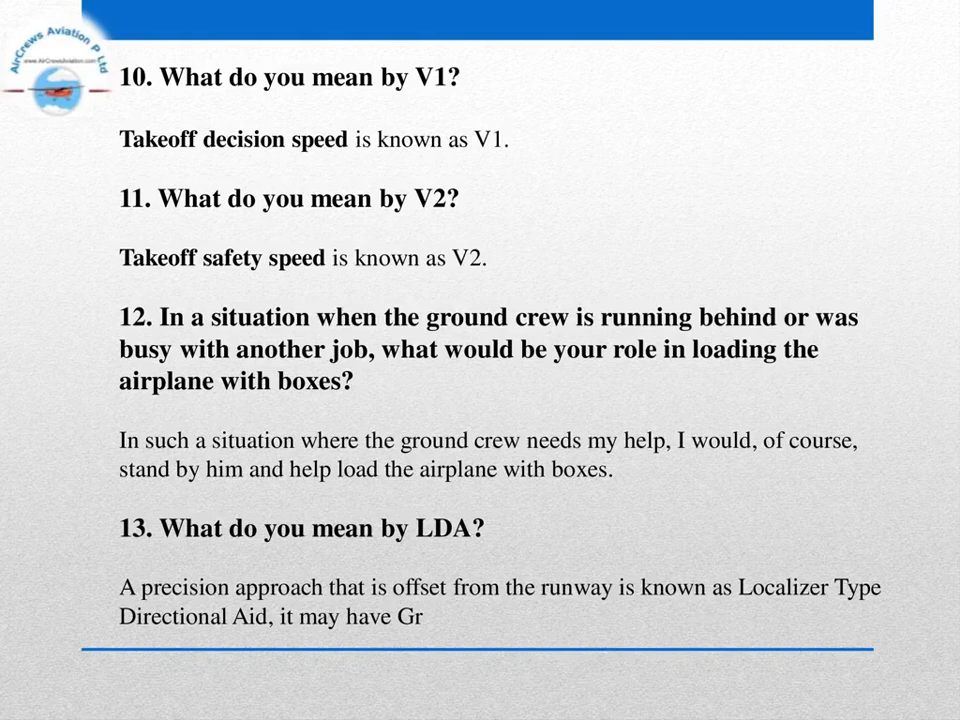 AirCrews Aviation P Ltd
www.AirCrewsAviation.com
10. What do you mean by V1?
Takeoff decision speed is known as V1.
11. What do you mean by V2?
Takeoff safety speed is known as V2.
12. In a situation when the ground crew is running behind or was
busy with another job, what would be your role in loading the
airplane with boxes?
In such a situation where the ground crew needs my help, I would, of course,
stand by him and help load the airplane with boxes.
13. What do you mean by LDA?
A precision approach that is offset from the runway is known as Localizer Type
Directional Aid, it may have Gr